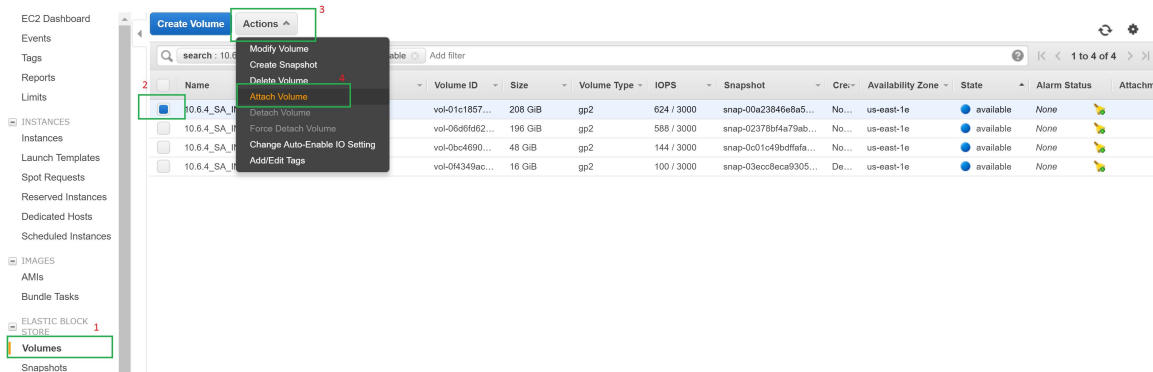 EC2 Dashboard
Events
Tags
Reports
Limits
INSTANCES
Instances
Launch Templates
Spot Requests
Reserved Instances
Dedicated Hosts
Scheduled Instances
IMAGES
AMIs
Bundle Tasks
ELASTIC BLOCK
STORE
1
Volumes
Snapshots
Create Volume Actions 3
search : 10.6 able Add filter 1 to 4 of 4
Modify Volume
Create Snapshot
Delete Volume 4
Attach Volume
Detach Volume
Force Detach Volume
Change Auto-Enable IO Setting
Add/Edit Tags
2 Name Volume ID Size Volume Type IOPS Snapshot Cre Availability Zone State Alarm Status Attachm
10.6.4_SA_IN vol-01c1857... 208 GiB gp2 624 / 3000 snap-00a23846e8a5... No... us-east-1e available None
10.6.4_SA_IN vol-06d6fd62... 196 GiB gp2 588 / 3000 snap-02378bf4a79ab... No... us-east-1e available None
10.6.4_SA_IN vol-0bc4690... 48 GiB gp2 144 / 3000 snap-0c01c49bdffafa... No... us-east-1e available None
10.6.4_SA_IN vol-0f4349ac... 16 GiB gp2 100 / 3000 snap-03ecc8eca9305... De... us-east-1e available None